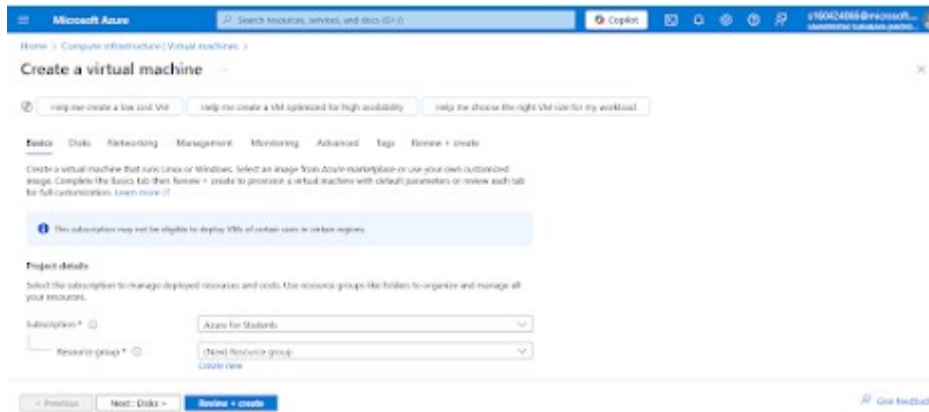 Microsoft Azure
Search resources, services, and docs (G+/)
Copilot
Home > Compute infrastructure | Virtual machines >
Create a virtual machine ...
Help me create a low cost VM
Help me create a VM optimized for high availability
Help me choose the right VM size for my workload
Basics Disks Networking Management Monitoring Advanced Tags Review + create
Create a virtual machine that runs Linux or Windows. Select an image from Azure marketplace or use your own customized
image. Complete the Basics tab then Review + create to provision a virtual machine with default parameters or review each tab
for full customization. Learn more
This subscription may not be eligible to deploy VMs of certain sizes in certain regions.
Project details
Select the subscription to manage deployed resources and costs. Use resource groups like folders to organize and manage all
your resources.
Subscription *
Azure for Students
Resource group *
(New) Resource group
Create new
< Previous
Next : Disks >
Review + create
Give feedback